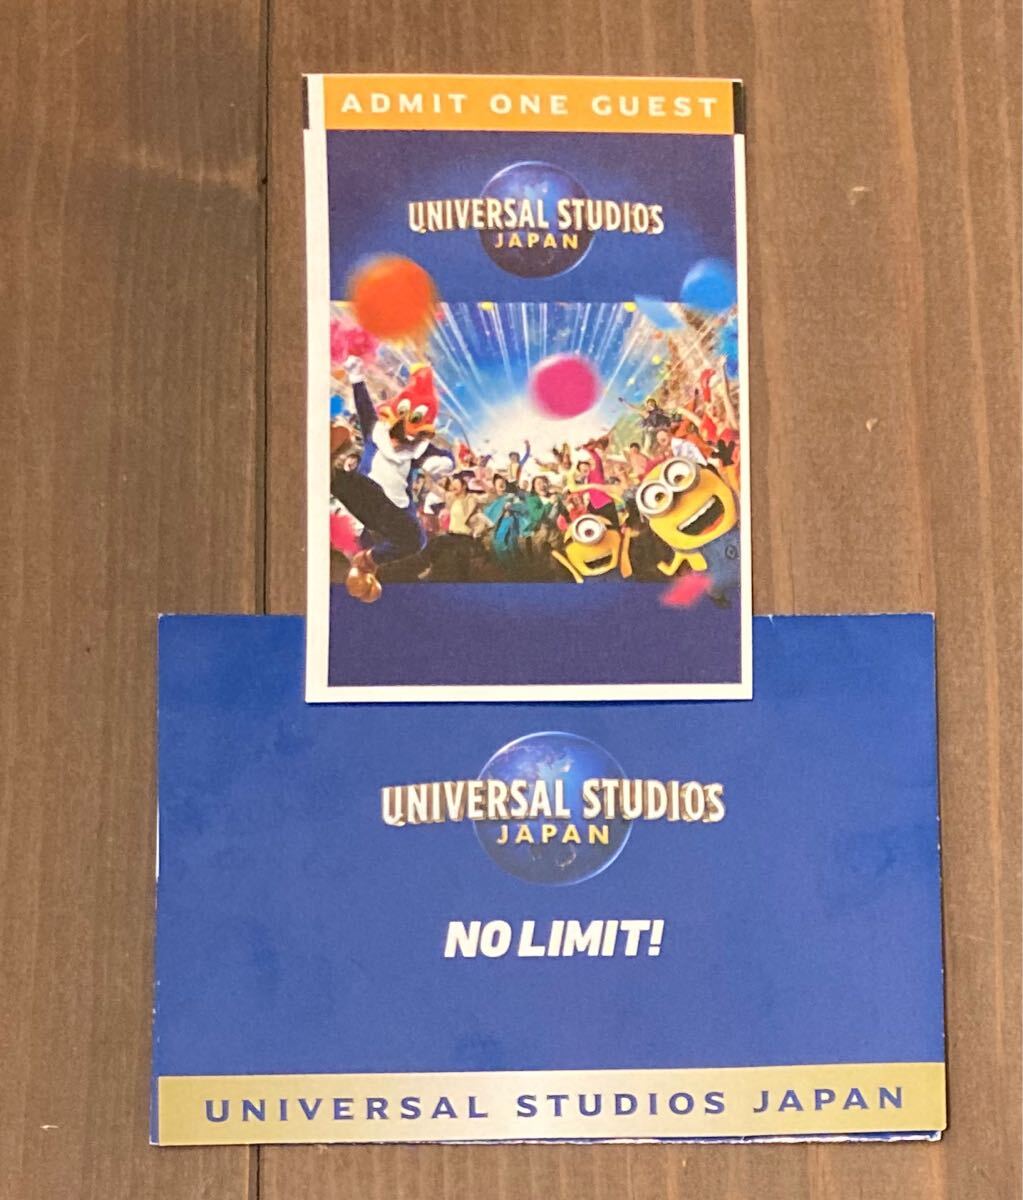 ADMIT ONE GUEST
UNIVERSAL STUDIOS
JAPAN
UNIVERSAL STUDIOS
JAPAN
NO LIMIT!
UNIVERSAL STUDIOS JAPAN